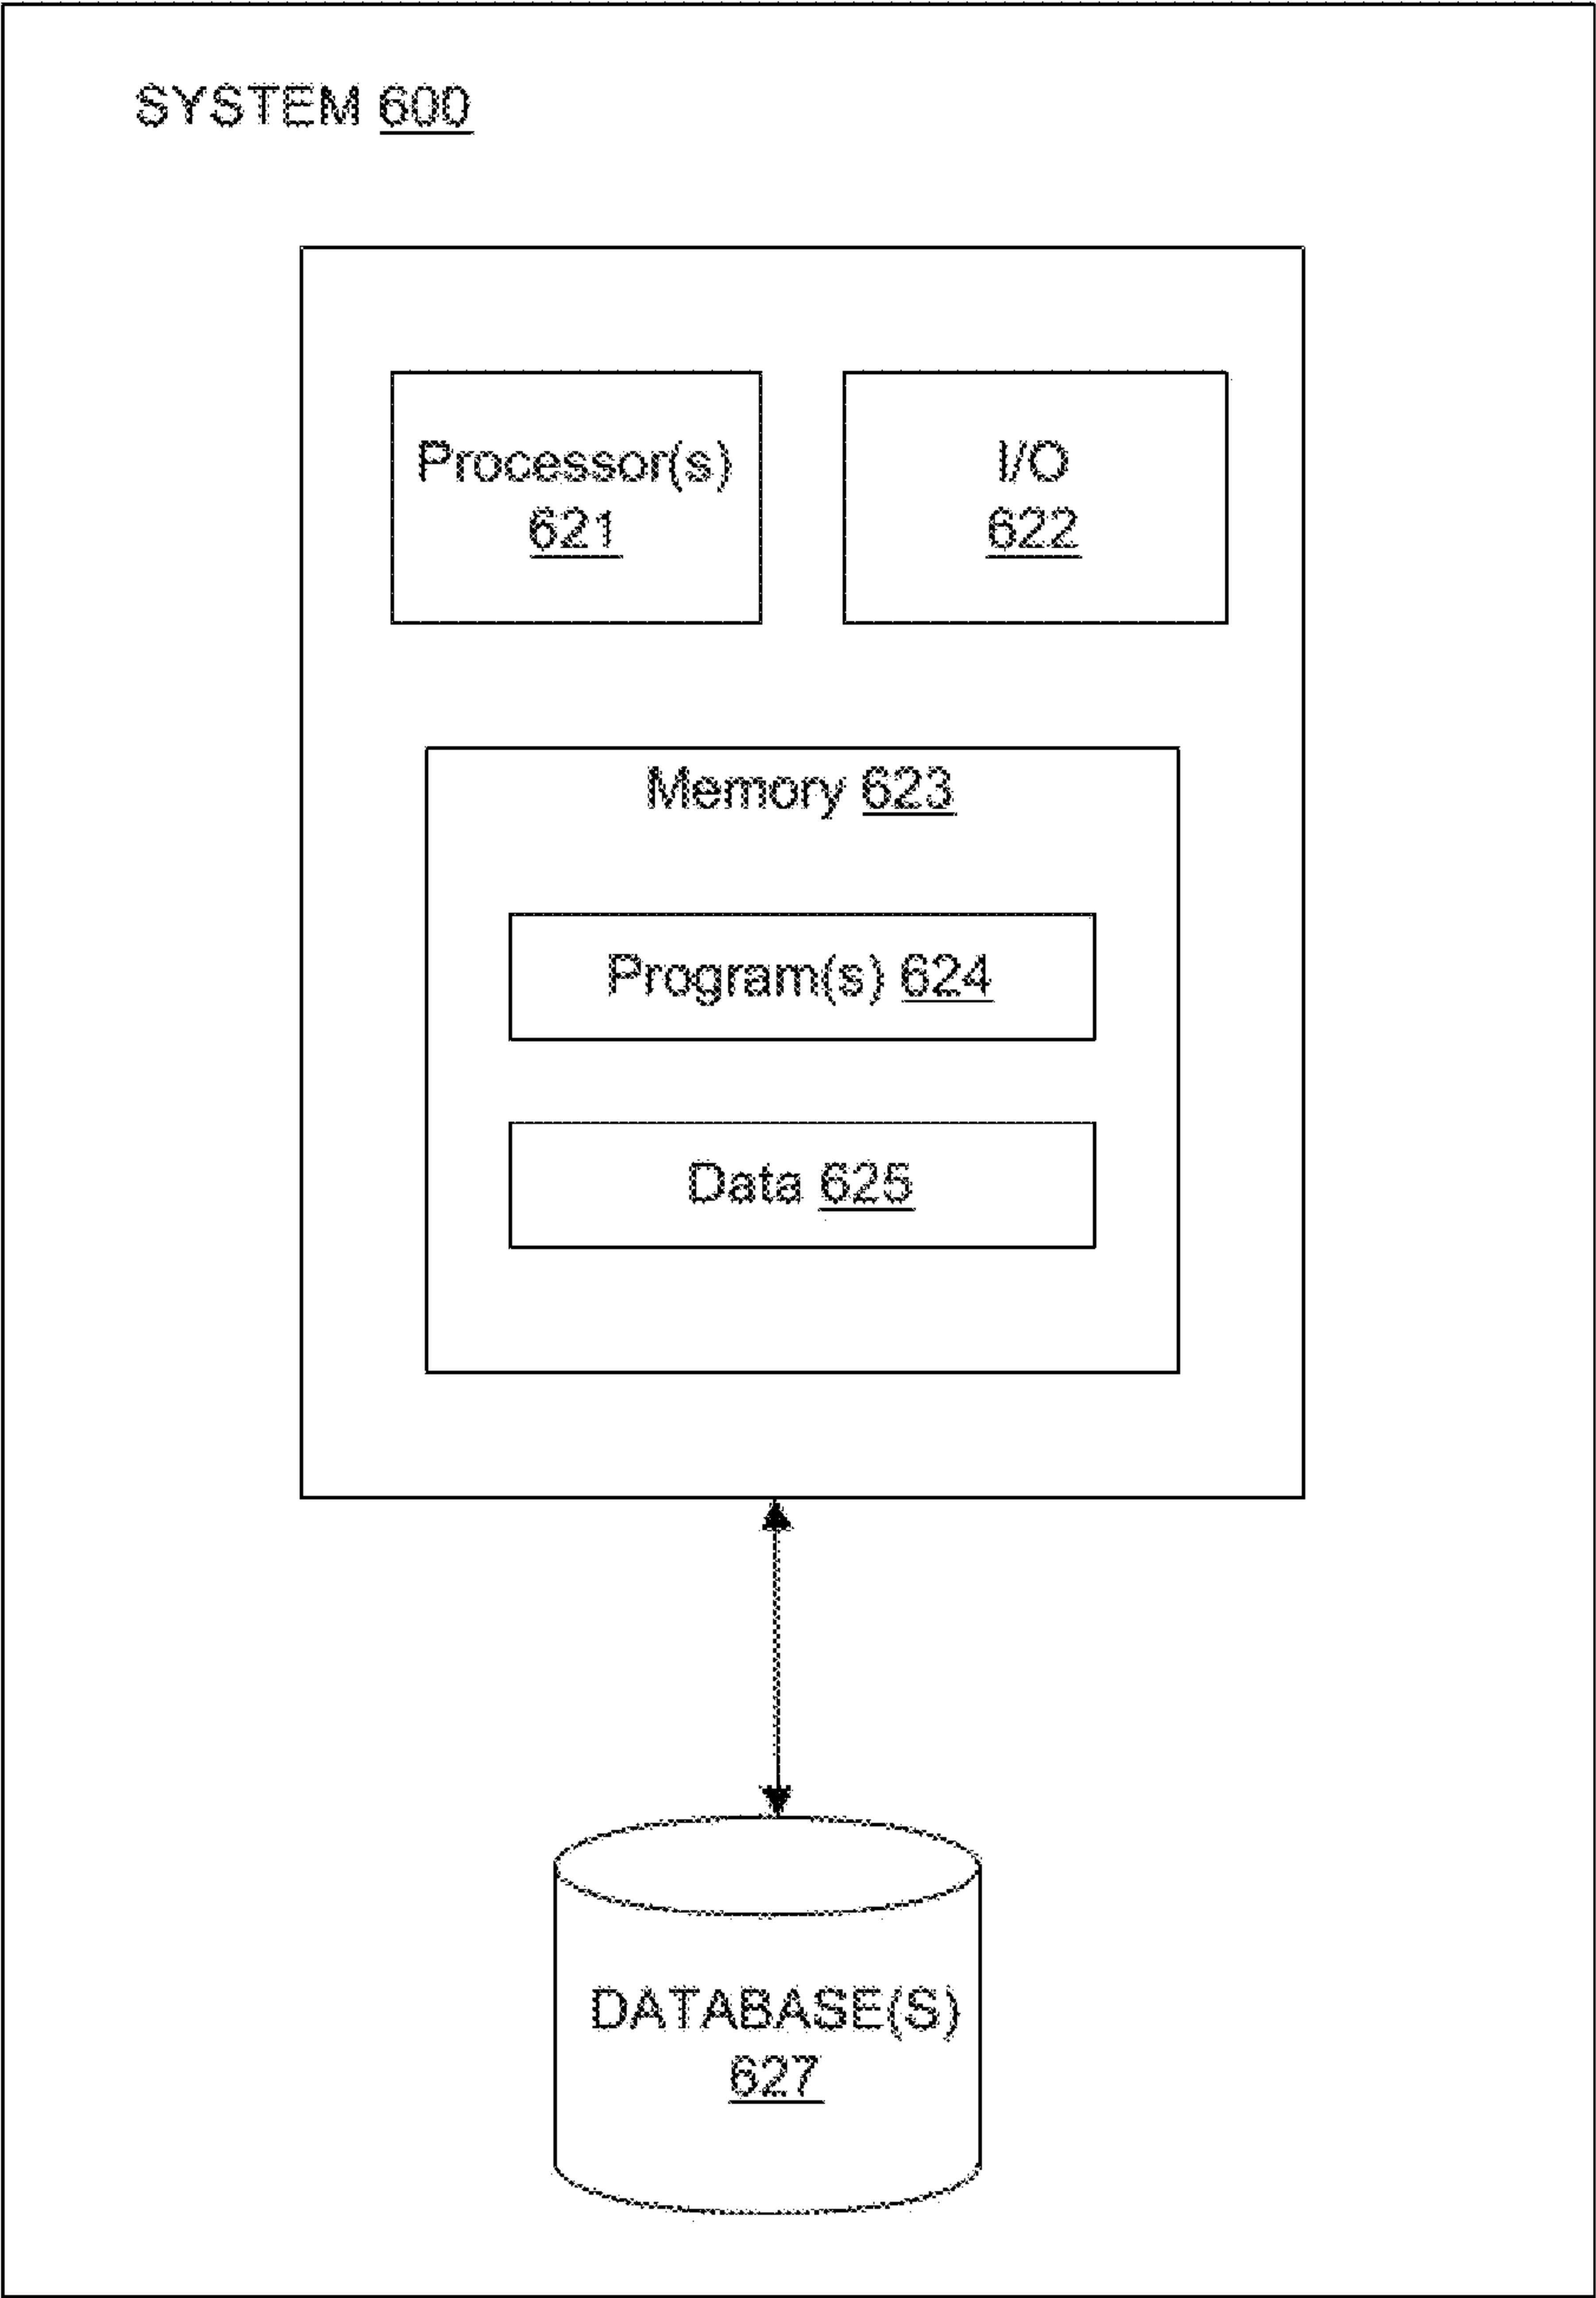 SYSTEM 600
Processor(s)
621
I/O
622
Memory 623
Program(s) 624
Data 625
DATABASE(S)
627